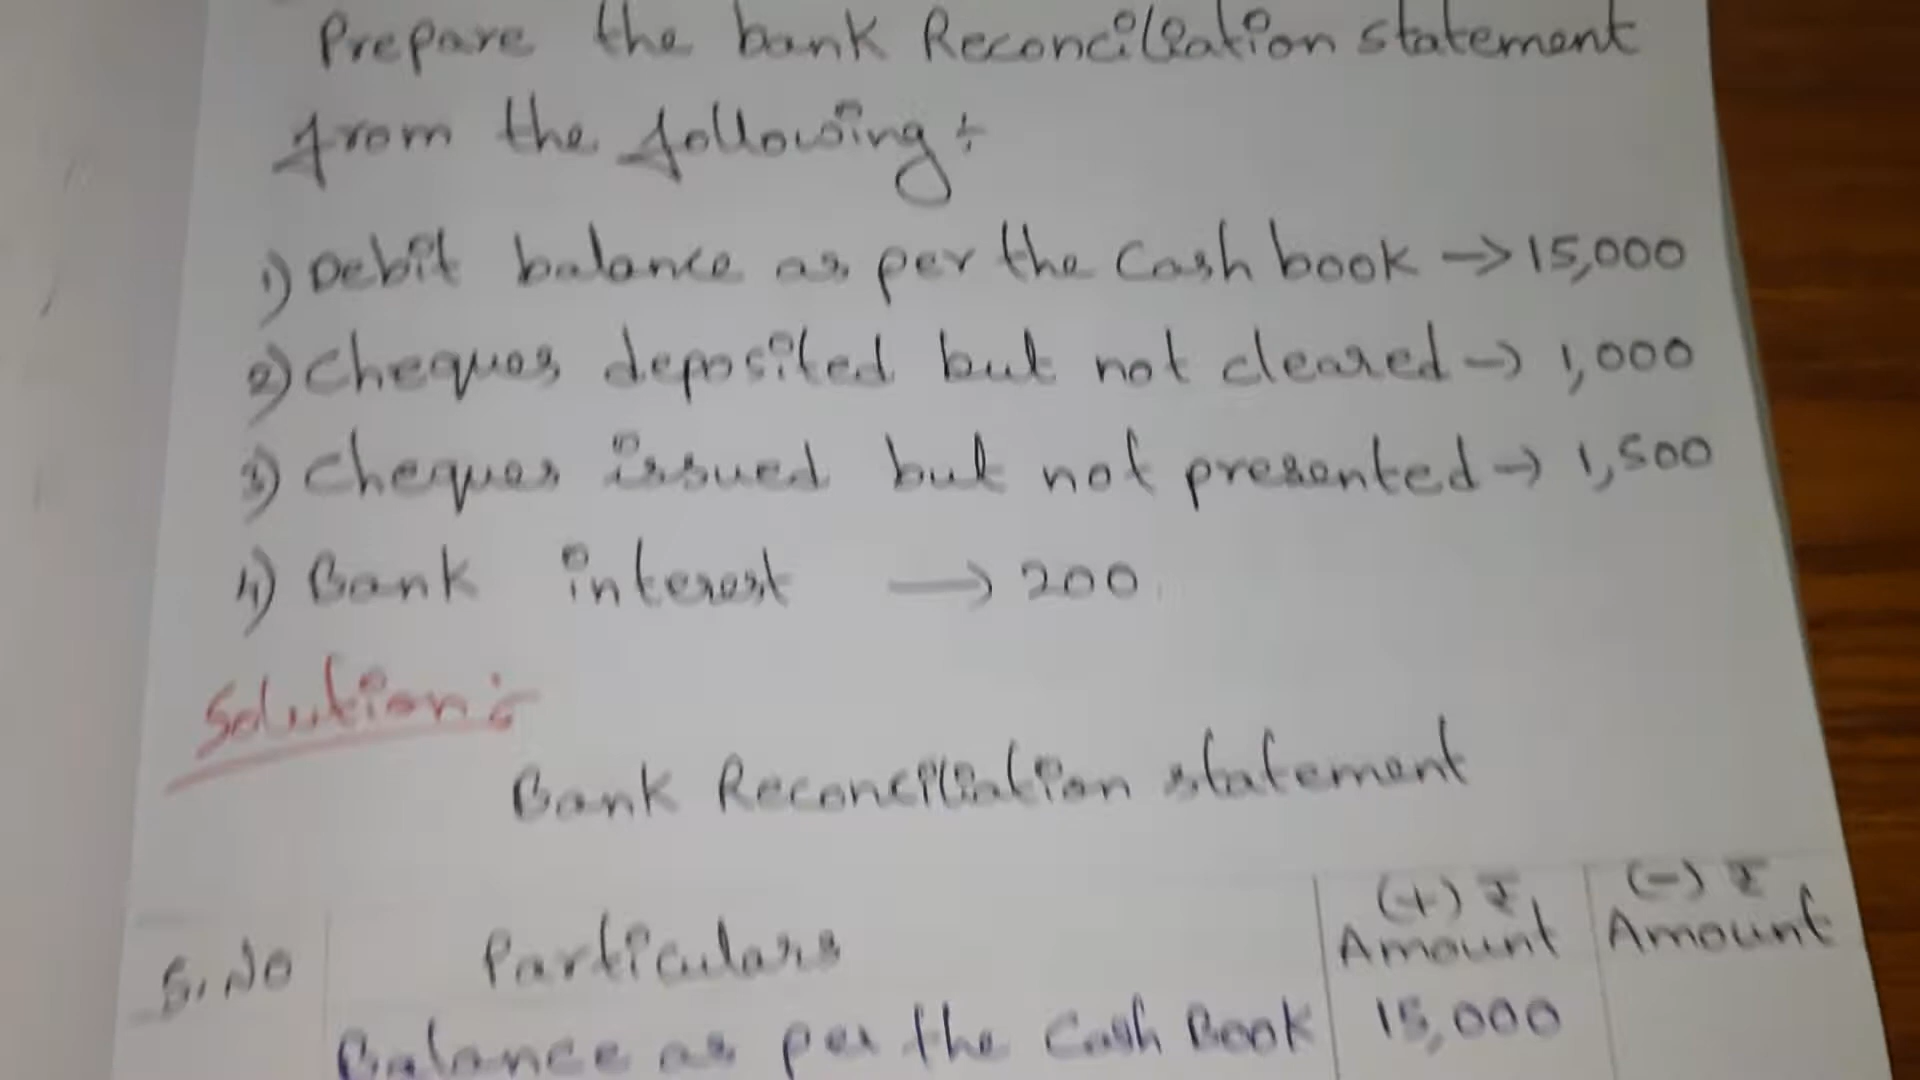 Prepare the bank Reconciliation statement
from the following:
1) Debit balance as per the Cash book → 15,000
2) Cheques deposited but not cleared → 1,000
3) Cheques issued but not presented → 1,500
4) Bank interest → 200
Solution:
Bank Reconciliation statement
S.No Particulars (+) ₹ Amount (-) ₹ Amount
Balance as per the Cash Book 15,000